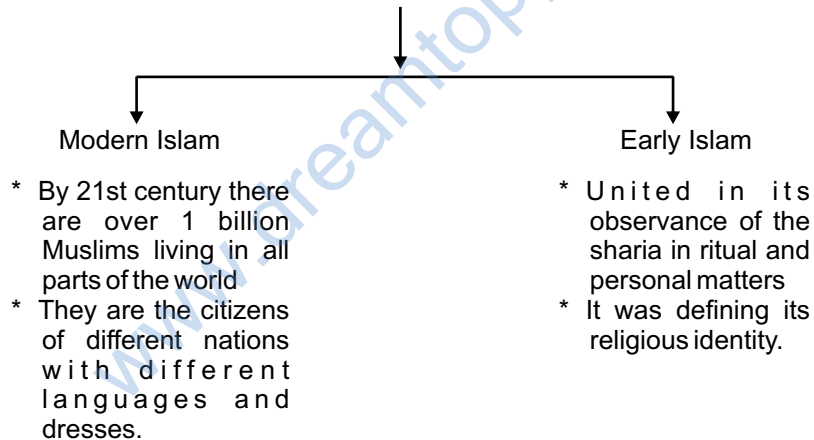 Modern Islam
* By 21st century there
are over 1 billion
Muslims living in all
parts of the world
* They are the citizens
of different nations
with different
languages and
dresses.
Early Islam
* United in its
observance of the
sharia in ritual and
personal matters
* It was defining its
religious identity.